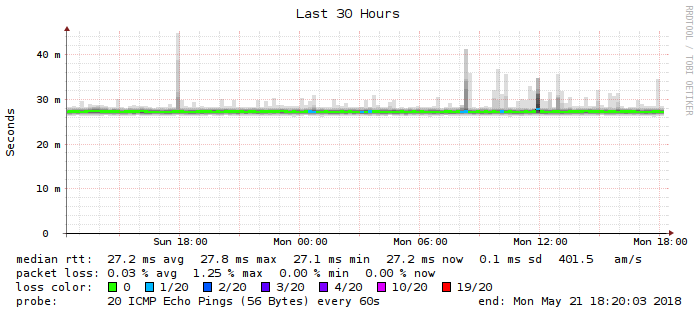 Last 30 Hours
RRDTOOL / TOBI OETIKER
Seconds
40 m
30 m
20 m
10 m
0
Sun 18:00 Mon 00:00 Mon 06:00 Mon 12:00 Mon 18:00
median rtt: 27.2 ms avg 27.8 ms max 27.1 ms min 27.2 ms now 0.1 ms sd 401.5 am/s
packet loss: 0.03 % avg 1.25 % max 0.00 % min 0.00 % now
loss color: 0 1/20 2/20 3/20 4/20 10/20 19/20
probe: 20 ICMP Echo Pings (56 Bytes) every 60s end: Mon May 21 18:20:03 2018